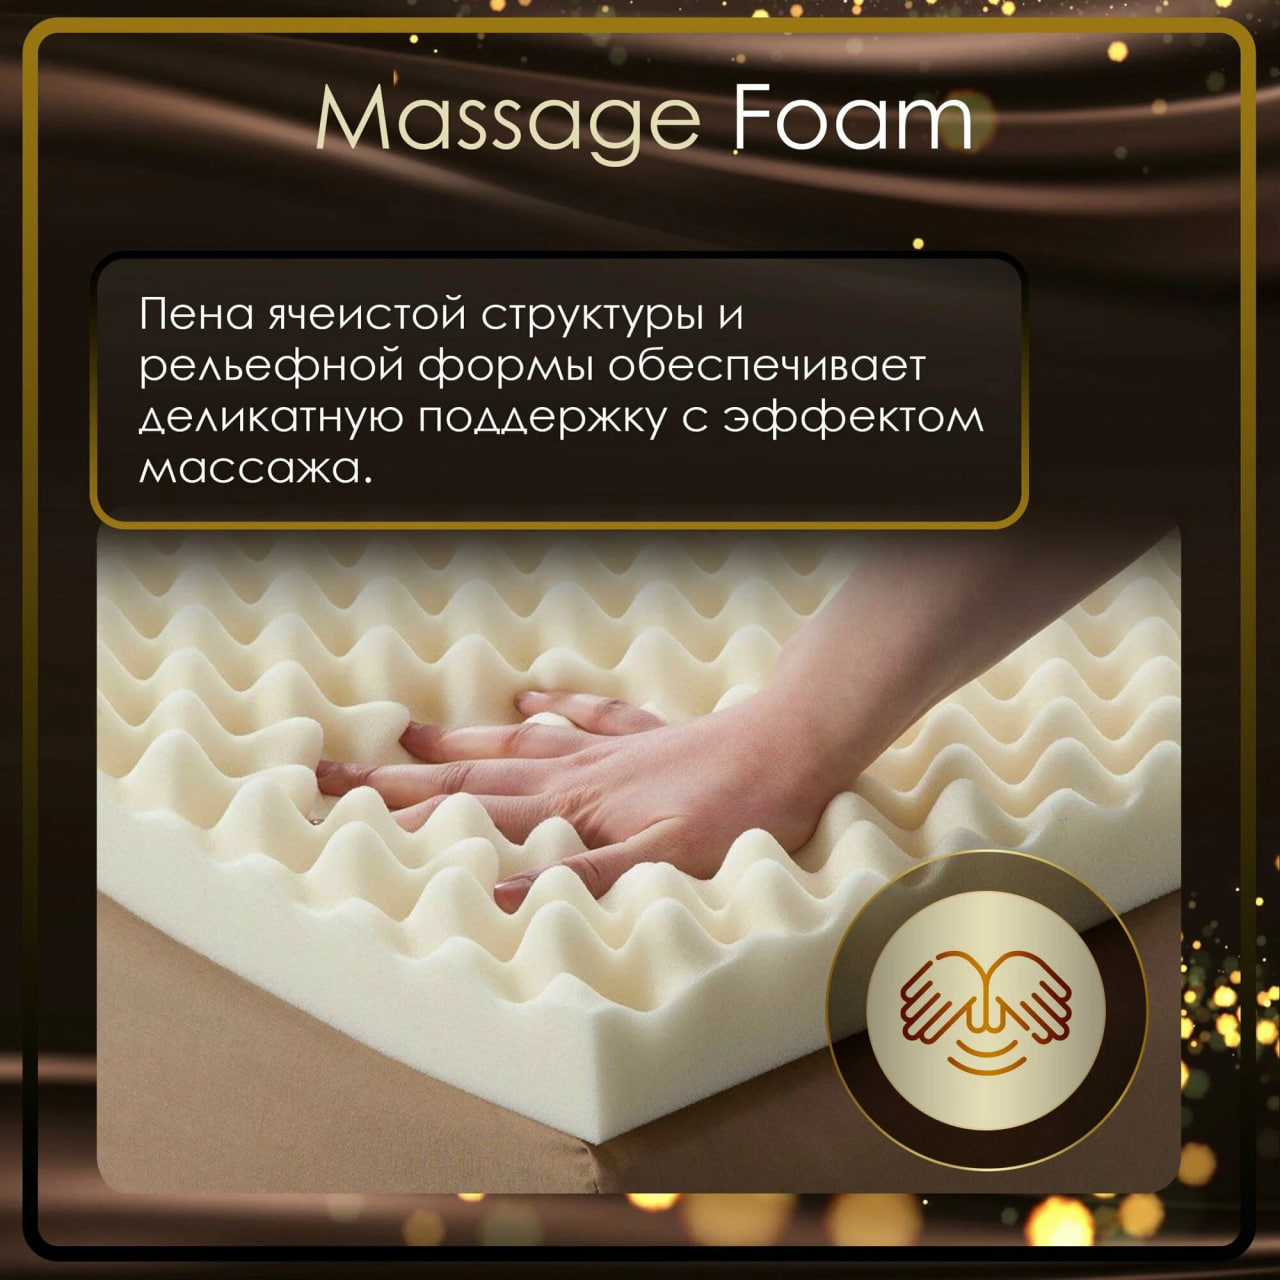 Massage Foam
Пена ячеистой структуры и
рельефной формы обеспечивает
деликатную поддержку с эффектом
массажа.